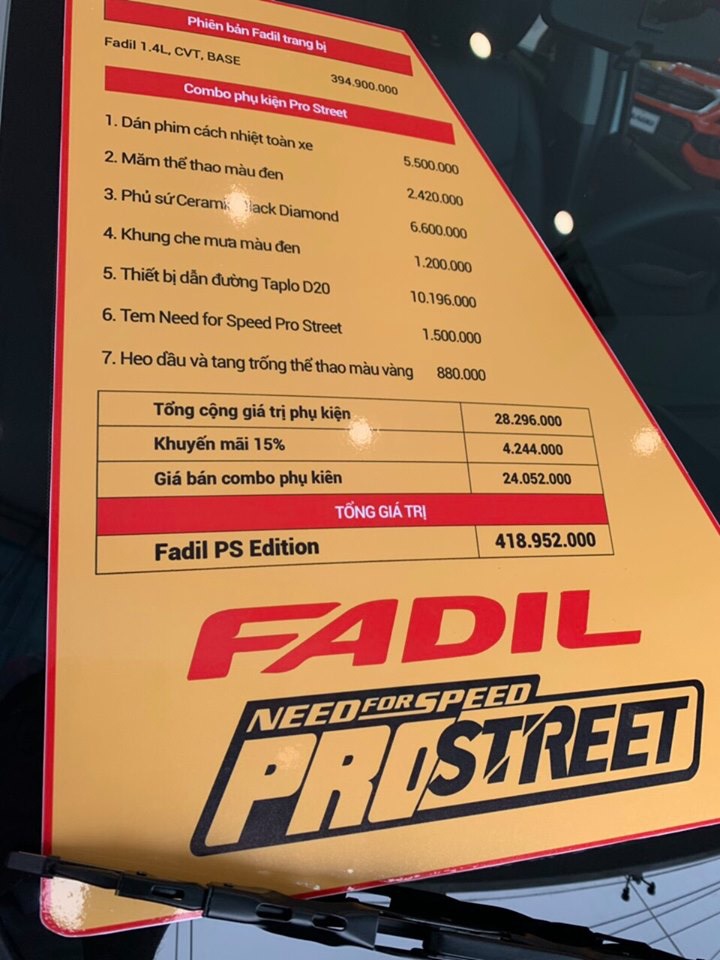 Phiên bản Fadil trang bị
Fadil 1.4L, CVT, BASE 394.900.000
Combo phụ kiện Pro Street
1. Dán phim cách nhiệt toàn xe 5.500.000
2. Măm thể thao màu đen 2.420.000
3. Phủ sứ Ceramic Black Diamond 6.600.000
4. Khung che mưa màu đen 1.200.000
5. Thiết bị dẫn đường Taplo D20 10.196.000
6. Tem Need for Speed Pro Street 1.500.000
7. Heo dầu và tang trống thể thao màu vàng 880.000
Tổng cộng giá trị phụ kiện 28.296.000
Khuyến mãi 15% 4.244.000
Giá bán combo phụ kiên 24.052.000
TỔNG GIÁ TRỊ
Fadil PS Edition 418.952.000
FADIL
NEED FOR SPEED
PROSTREET